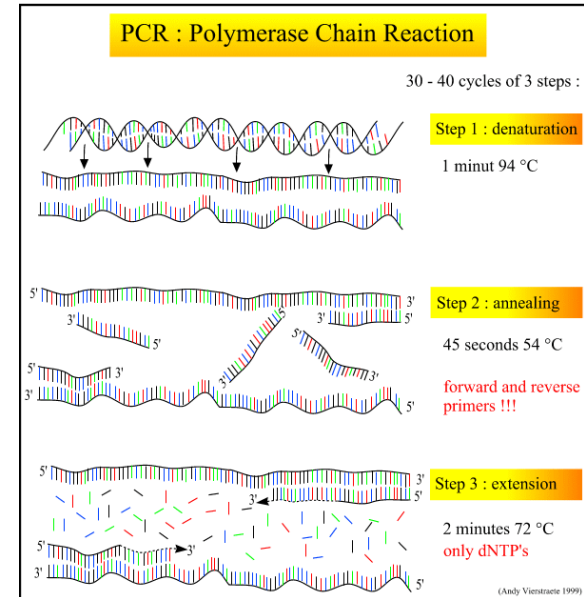 PCR : Polymerase Chain Reaction
30 - 40 cycles of 3 steps :
Step 1 : denaturation
1 minut 94 °C
5' 3'
Step 2 : annealing
3' 5'
3' 5'
5'
45 seconds 54 °C
5' 3'
3'
3'
forward and reverse
primers !!!
3' 5'
5' 3'
Step 3 : extension
3' 5'
2 minutes 72 °C
only dNTP's
5' 3'
3' 5'
(Andy Vierstraete 1999)